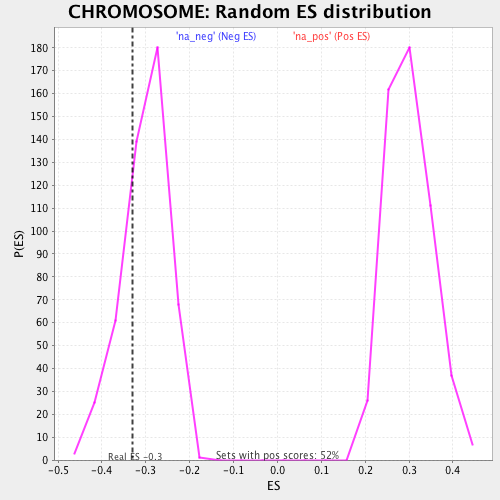 CHROMOSOME: Random ES distribution
'na_neg' (Neg ES) 'na_pos' (Pos ES)
180
170
160
150
140
130
120
110
100
90
80
70
60
50
40
30
20
10
0
P(ES)
Real ES -0.3
Sets with pos scores: 52%
-0.5 -0.4 -0.3 -0.2 -0.1 0.0 0.1 0.2 0.3 0.4
ES